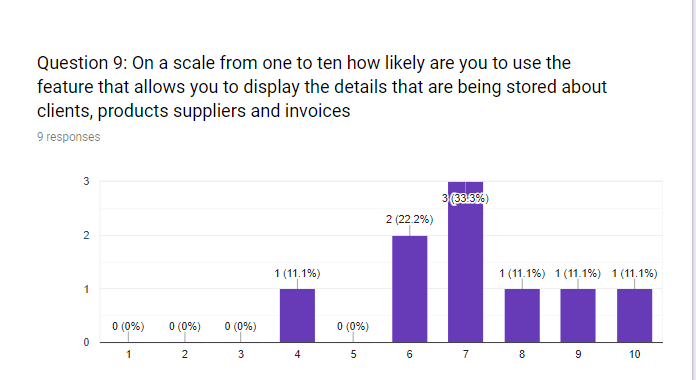 Question 9: On a scale from one to ten how likely are you to use the
feature that allows you to display the details that are being stored about
clients, products suppliers and invoices
9 responses
3
3 (33.3%)
2 (22.2%)
2
1 (11.1%) 1 (11.1%) 1 (11.1%) 1 (11.1%)
1
0 (0%) 0 (0%) 0 (0%) 0 (0%)
0
1 2 3 4 5 6 7 8 9 10